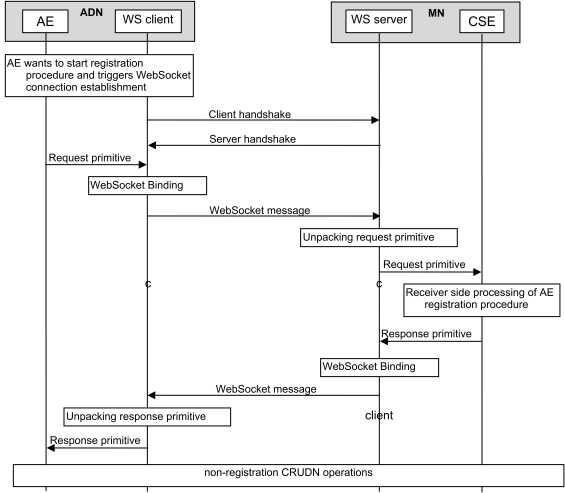 ADN
MN
AE
WS client
WS server
CSE
AE wants to start registration
procedure and triggers WebSocket
connection establishment
Client handshake
Server handshake
Request primitive
WebSocket Binding
WebSocket message
Unpacking request primitive
Request primitive
c
c
Receiver side processing of AE
registration procedure
Response primitive
WebSocket Binding
WebSocket message
Unpacking response primitive
client
Response primitive
non-registration CRUDN operations